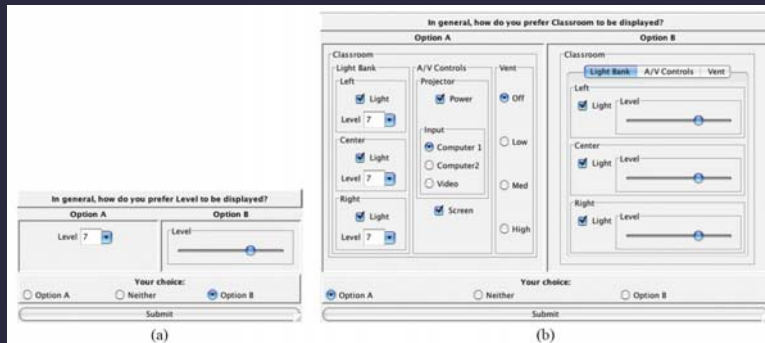 In general, how do you prefer Level to be displayed?
Option A
Option B
Level 7
Level
Your choice:
Option A
Neither
Option B
Submit
(a)
In general, how do you prefer Classroom to be displayed?
Option A
Option B
Classroom
Light Bank
Left
Light
Level 7
Center
Light
Level 7
Right
Light
Level 7
A/V Controls
Projector
Power
Input
Computer 1
Computer2
Video
Screen
Vent
Off
Low
Med
High
Classroom
Light Bank A/V Controls Vent
Left
Light
Level
Center
Light
Level
Right
Light
Level
Your choice:
Option A
Neither
Option B
Submit
(b)